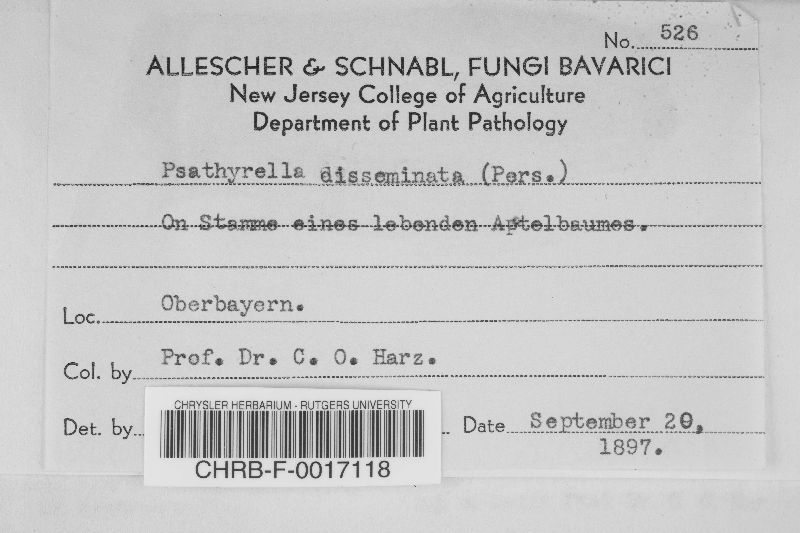 No. 526
ALLESCHER & SCHNABL, FUNGI BAVARICI
New Jersey College of Agriculture
Department of Plant Pathology
Psathyrella disseminata (Pers.)
On Stamme eines lebenden Aptelbaumes.
Loc. Oberbayern.
Col. by Prof. Dr. C. O. Harz.
Det. by
Date September 20,
1897.
CHRYSLER HERBARIUM - RUTGERS UNIVERSITY
CHRB-F-0017118